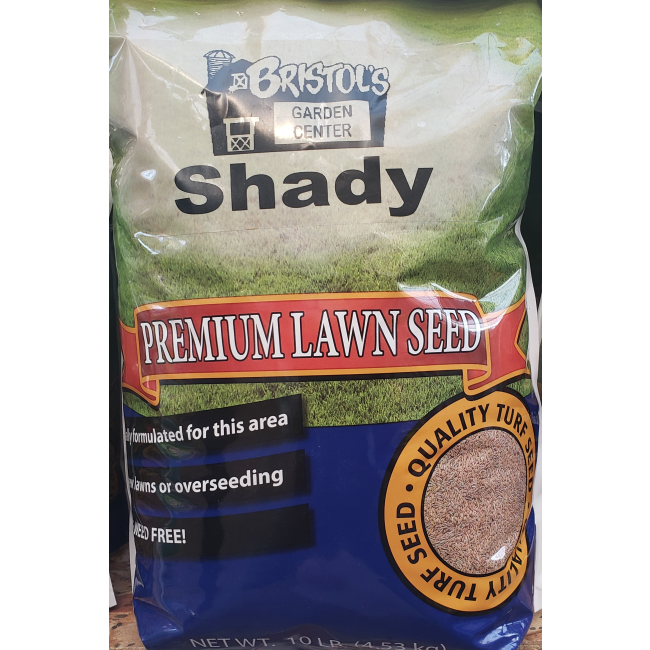 BRISTOL'S
GARDEN
CENTER
Shady
PREMIUM LAWN SEED
formulated for this area
lawns or overseeding
WEED FREE!
QUALITY TURF SEED • QUALITY TURF SEED
NET WT. 10 LB (4.53 kg)